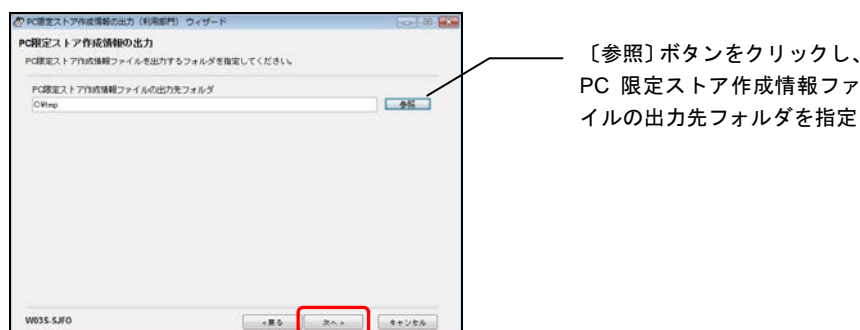 PC限定ストア作成情報の出力（利用部門） ウィザード
PC限定ストア作成情報の出力
PC限定ストア作成情報ファイルを出力するフォルダを指定してください。
PC限定ストア作成情報ファイルの出力先フォルダ
C:¥tmp
参照
〔参照〕ボタンをクリックし、
PC 限定ストア作成情報ファ
イルの出力先フォルダを指定
W035-SJFO
<戻る
次へ>
キャンセル